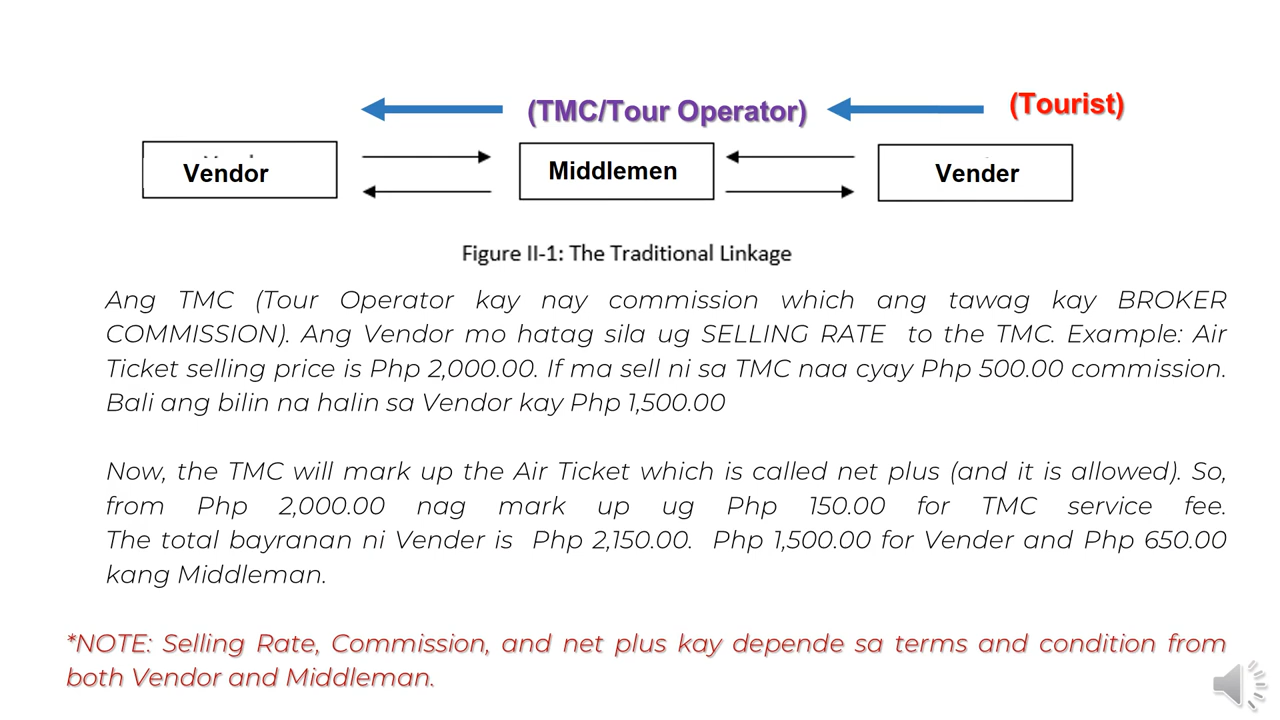 (TMC/Tour Operator)
(Tourist)
Vendor
Middlemen
Vender
Figure II-1: The Traditional Linkage
Ang TMC (Tour Operator kay nay commission which ang tawag kay BROKER
COMMISSION). Ang Vendor mo hatag sila ug SELLING RATE to the TMC. Example: Air
Ticket selling price is Php 2,000.00. If ma sell ni sa TMC naa cyay Php 500.00 commission.
Bali ang bilin na halin sa Vendor kay Php 1,500.00
Now, the TMC will mark up the Air Ticket which is called net plus (and it is allowed). So,
from Php 2,000.00 nag mark up ug Php 150.00 for TMC service fee.
The total bayranan ni Vender is Php 2,150.00. Php 1,500.00 for Vender and Php 650.00
kang Middleman.
*NOTE: Selling Rate, Commission, and net plus kay depende sa terms and condition from
both Vendor and Middleman.